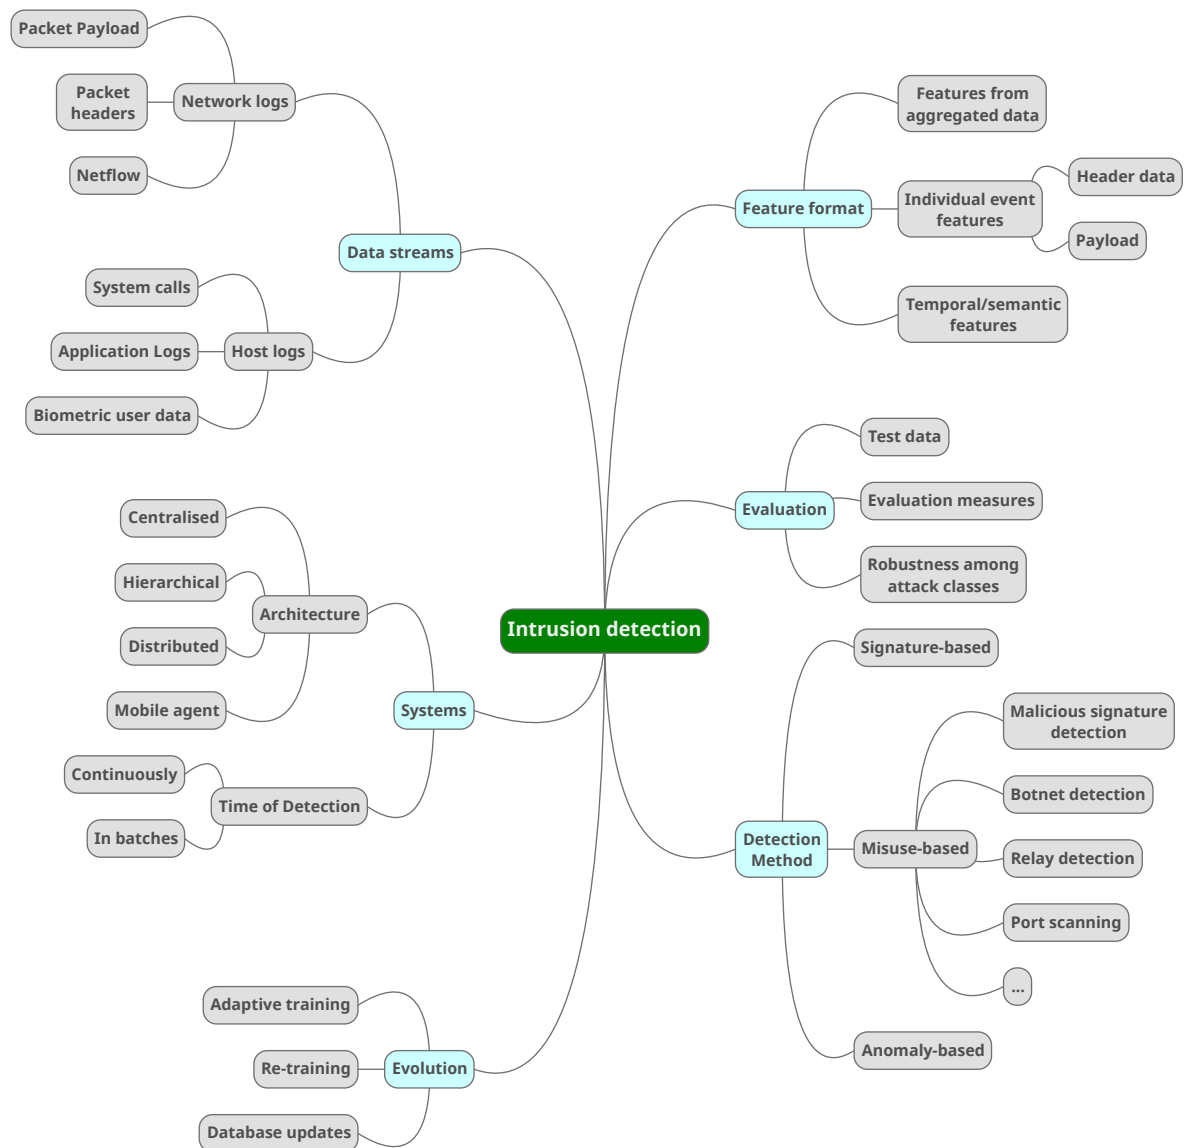 Packet Payload
Packet
headers
Network logs
Netflow
Data streams
System calls
Application Logs
Host logs
Biometric user data
Centralised
Hierarchical
Architecture
Distributed
Mobile agent
Systems
Continuously
Time of Detection
In batches
Adaptive training
Re-training
Evolution
Database updates
Intrusion detection
Features from
aggregated data
Feature format
Individual event
features
Header data
Payload
Temporal/semantic
features
Test data
Evaluation
Evaluation measures
Robustness among
attack classes
Signature-based
Detection
Method
Misuse-based
Malicious signature
detection
Botnet detection
Relay detection
Port scanning
...
Anomaly-based